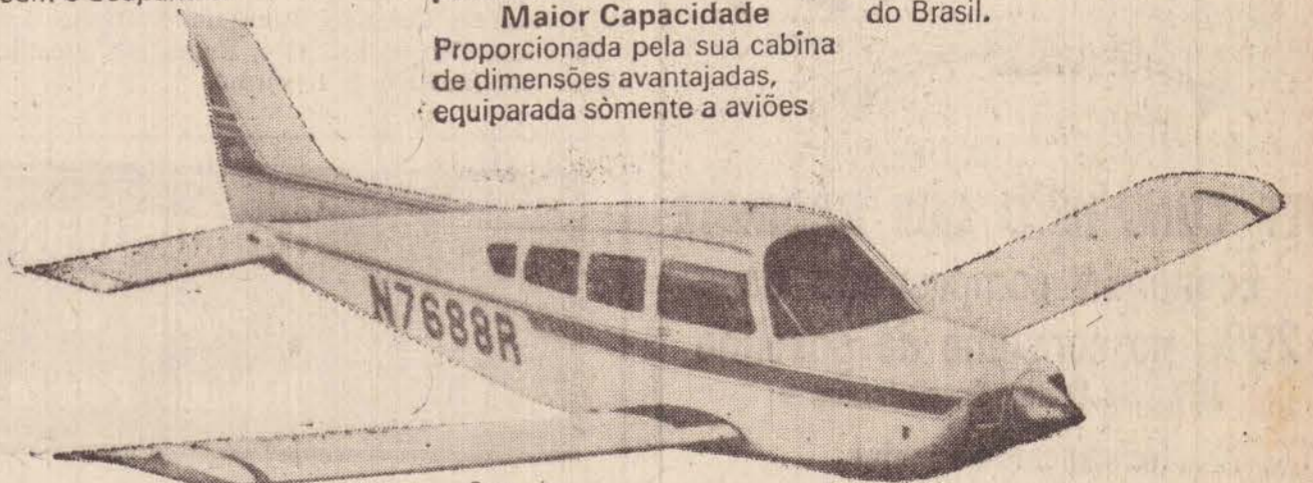 Maior Capacidade
Proporcionada pela sua cabina
de dimensões avantajadas,
equiparada sòmente a aviões
do Brasil.
N7688R